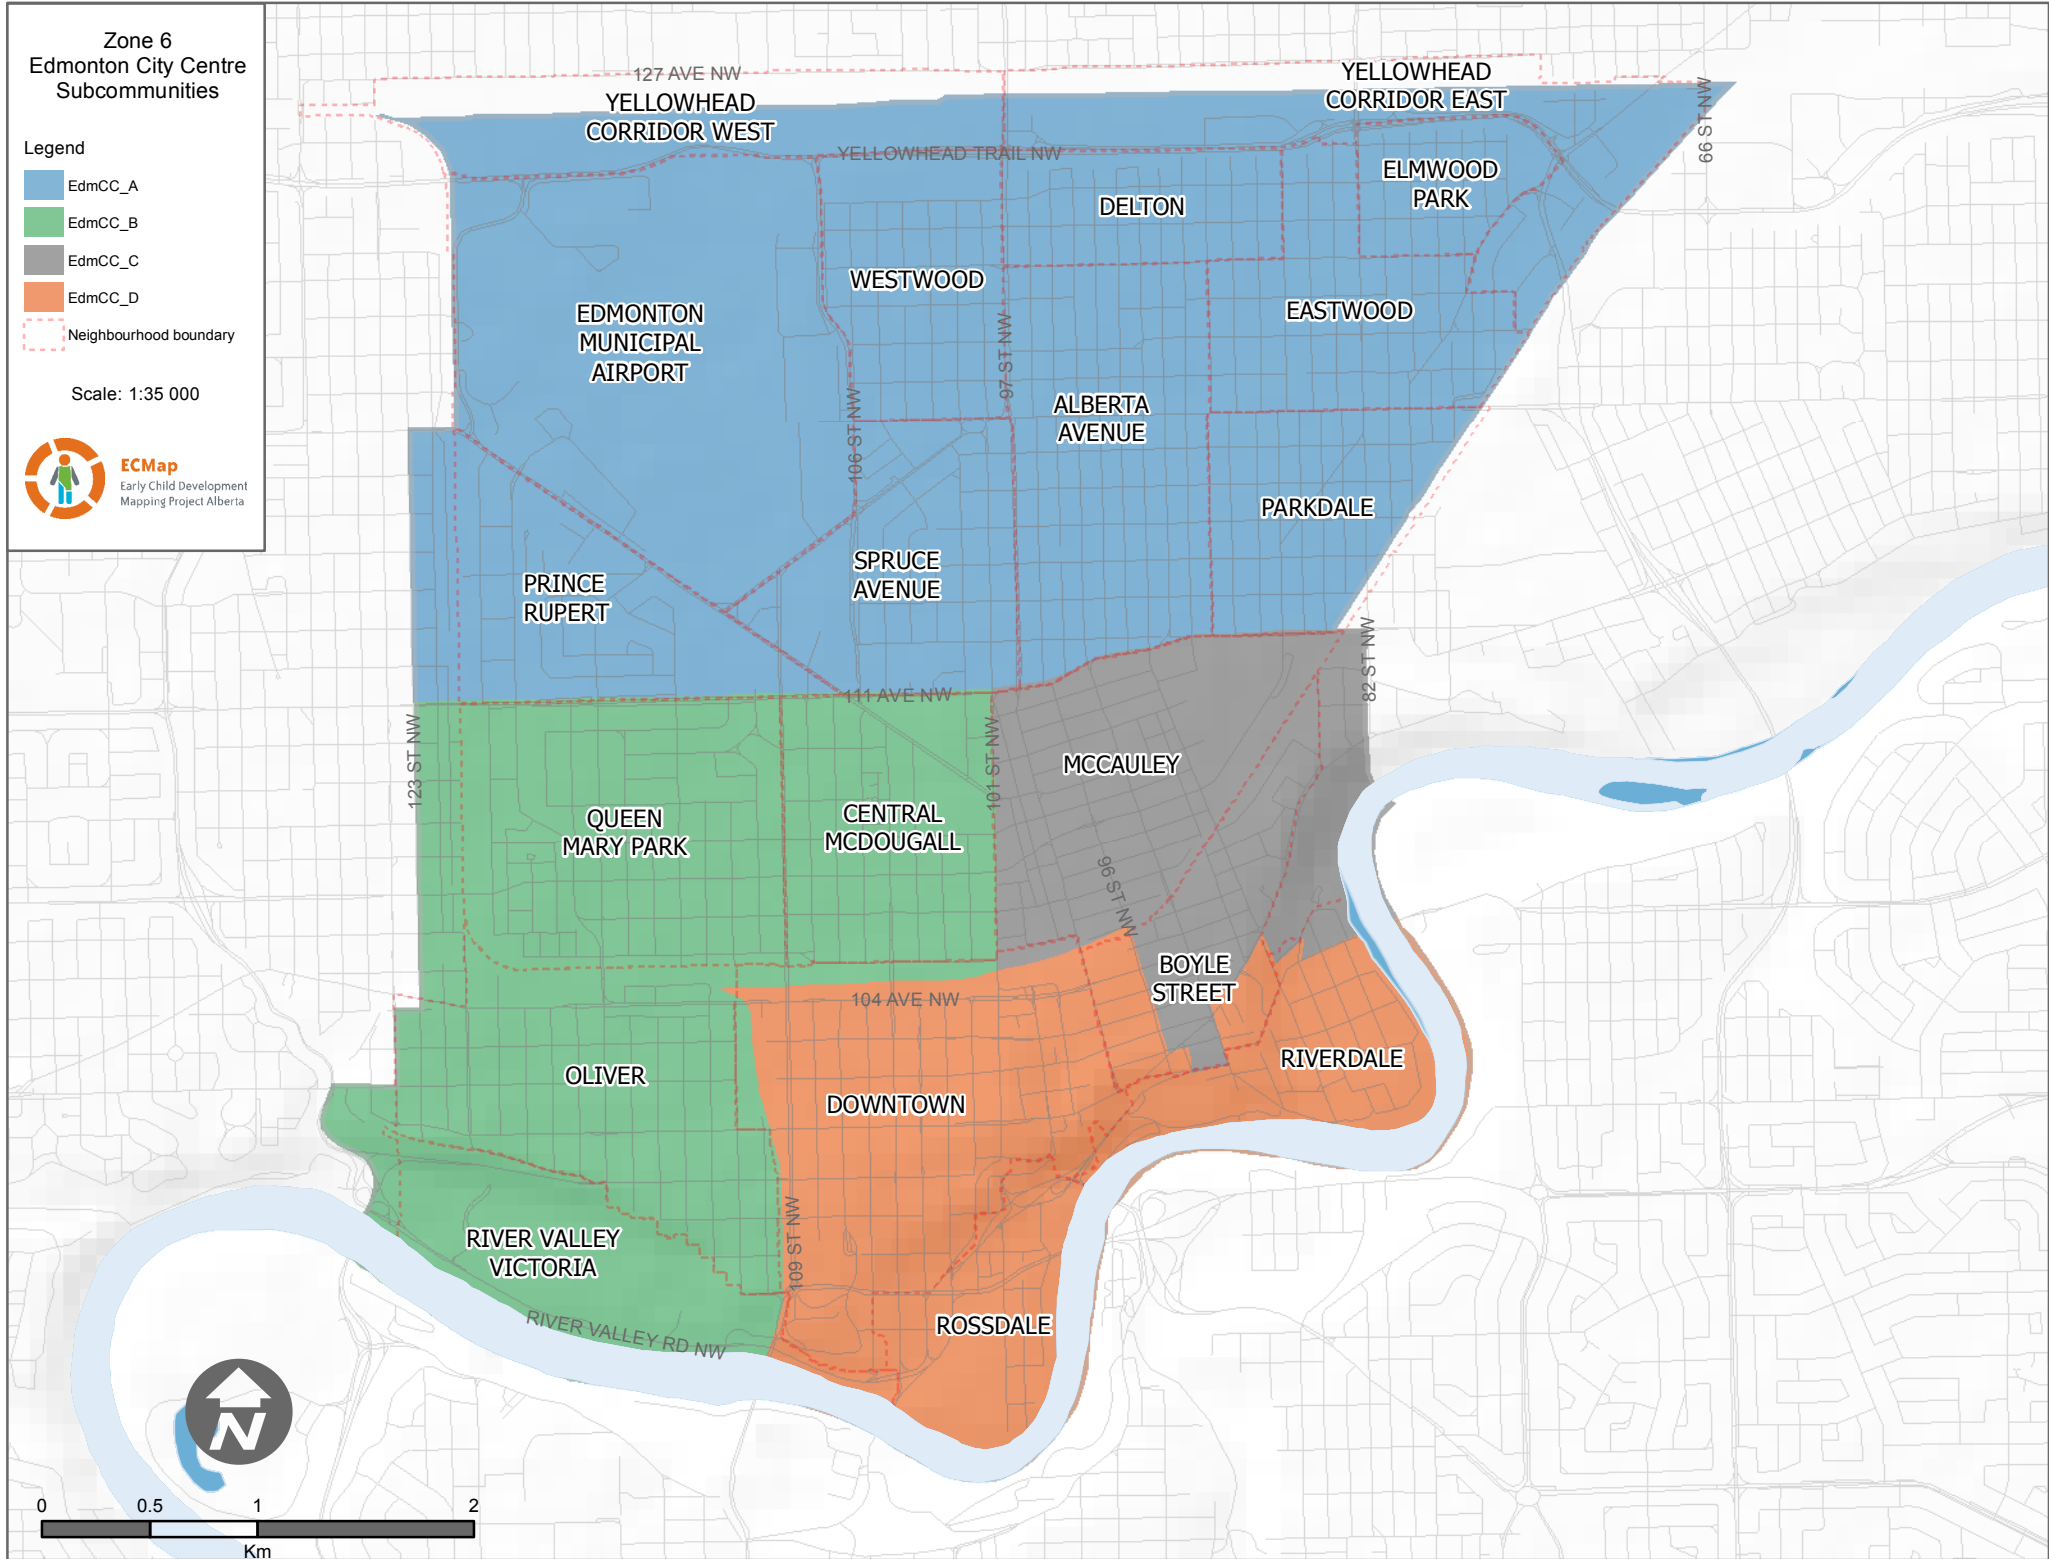 Zone 6
Edmonton City Centre
Subcommunities
Legend
EdmCC_A
EdmCC_B
EdmCC_C
EdmCC_D
Neighbourhood boundary
Scale: 1:35 000
ECMap
Early Child Development
Mapping Project Alberta
127 AVE NW
YELLOWHEAD
CORRIDOR WEST
YELLOWHEAD
CORRIDOR EAST
66 ST NW
YELLOWHEAD TRAIL NW
ELMWOOD
PARK
DELTON
WESTWOOD
EASTWOOD
EDMONTON
MUNICIPAL
AIRPORT
97 ST NW
106 ST NW
ALBERTA
AVENUE
PARKDALE
SPRUCE
AVENUE
PRINCE
RUPERT
82 ST NW
111 AVE NW
123 ST NW
101 ST NW
MCCAULEY
QUEEN
MARY PARK
CENTRAL
MCDOUGALL
96 ST NW
BOYLE
STREET
104 AVE NW
RIVERDALE
OLIVER
DOWNTOWN
RIVER VALLEY
VICTORIA
109 ST NW
RIVER VALLEY RD NW
ROSSDALE
N
0 0.5 1 2
Km